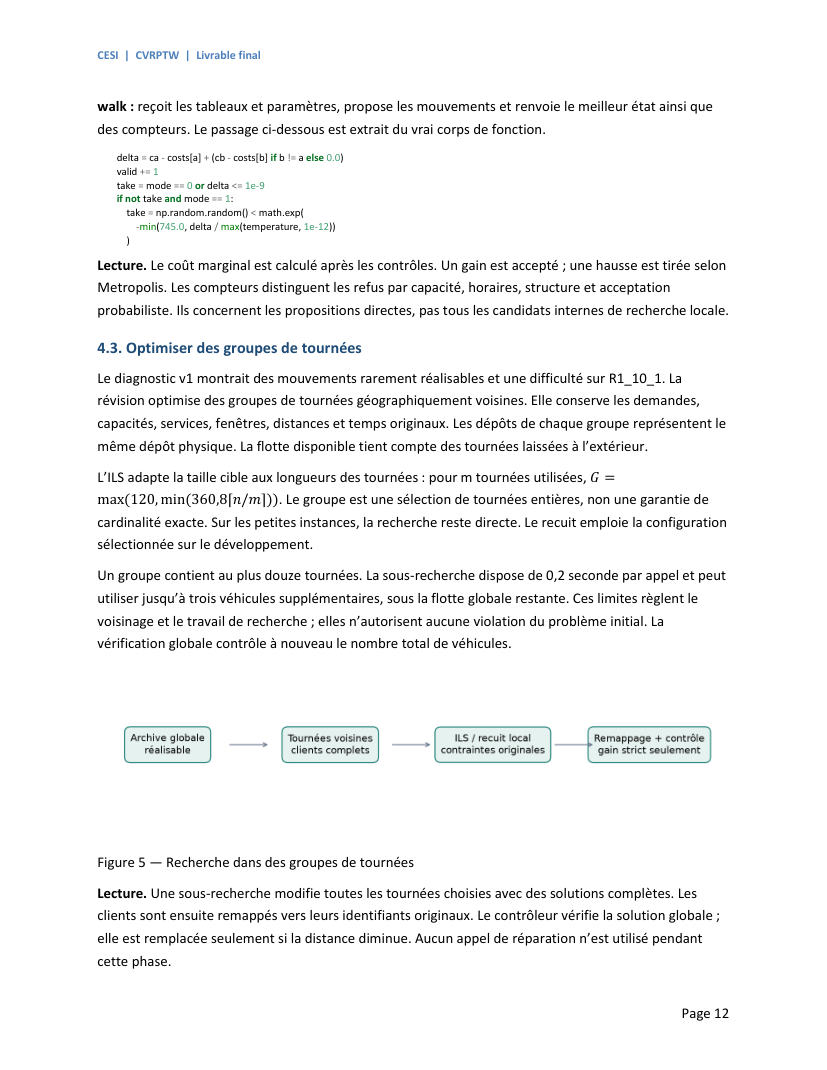 CESI | CVRPTW | Livrable final
walk : reçoit les tableaux et paramètres, propose les mouvements et renvoie le meilleur état ainsi que
des compteurs. Le passage ci-dessous est extrait du vrai corps de fonction.
delta = ca - costs[a] + (cb - costs[b] if b != a else 0.0)
valid += 1
take = mode == 0 or delta <= 1e-9
if not take and mode == 1:
take = np.random.random() < math.exp(
-min(745.0, delta / max(temperature, 1e-12))
)
Lecture. Le coût marginal est calculé après les contrôles. Un gain est accepté ; une hausse est tirée selon
Metropolis. Les compteurs distinguent les refus par capacité, horaires, structure et acceptation
probabiliste. Ils concernent les propositions directes, pas tous les candidats internes de recherche locale.
4.3. Optimiser des groupes de tournées
Le diagnostic v1 montrait des mouvements rarement réalisables et une difficulté sur R1_10_1. La
révision optimise des groupes de tournées géographiquement voisines. Elle conserve les demandes,
capacités, services, fenêtres, distances et temps originaux. Les dépôts de chaque groupe représentent le
même dépôt physique. La flotte disponible tient compte des tournées laissées à l'extérieur.
L'ILS adapte la taille cible aux longueurs des tournées : pour m tournées utilisées, G =
max(120, min(360,8⌈n/m⌉)). Le groupe est une sélection de tournées entières, non une garantie de
cardinalité exacte. Sur les petites instances, la recherche reste directe. Le recuit emploie la configuration
sélectionnée sur le développement.
Un groupe contient au plus douze tournées. La sous-recherche dispose de 0,2 seconde par appel et peut
utiliser jusqu'à trois véhicules supplémentaires, sous la flotte globale restante. Ces limites règlent le
voisinage et le travail de recherche ; elles n'autorisent aucune violation du problème initial. La
vérification globale contrôle à nouveau le nombre total de véhicules.
Archive globale
réalisable
Tournées voisines
clients complets
ILS / recuit local
contraintes originales
Remappage + contrôle
gain strict seulement
Figure 5 — Recherche dans des groupes de tournées
Lecture. Une sous-recherche modifie toutes les tournées choisies avec des solutions complètes. Les
clients sont ensuite remappés vers leurs identifiants originaux. Le contrôleur vérifie la solution globale ;
elle est remplacée seulement si la distance diminue. Aucun appel de réparation n'est utilisé pendant
cette phase.
Page 12